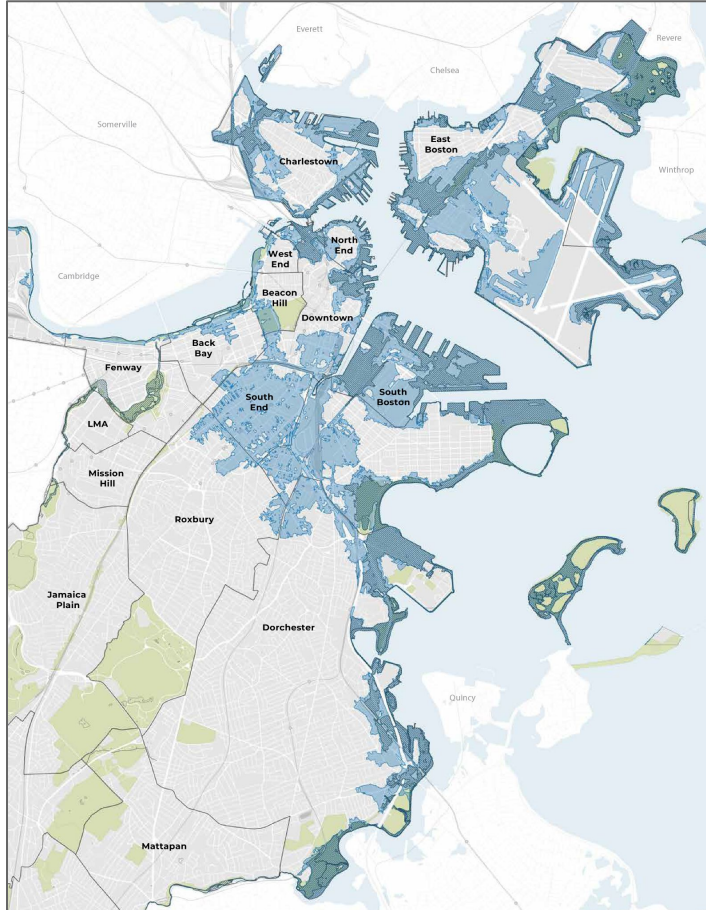 Everett
Revere
Chelsea
Somerville
Charlestown
East
Boston
Winthrop
North
End
West
End
Cambridge
Beacon
Hill
Downtown
Back
Bay
Fenway
South
End
South
Boston
LMA
Mission
Hill
Roxbury
Jamaica
Plain
Dorchester
Quincy
Mattapan